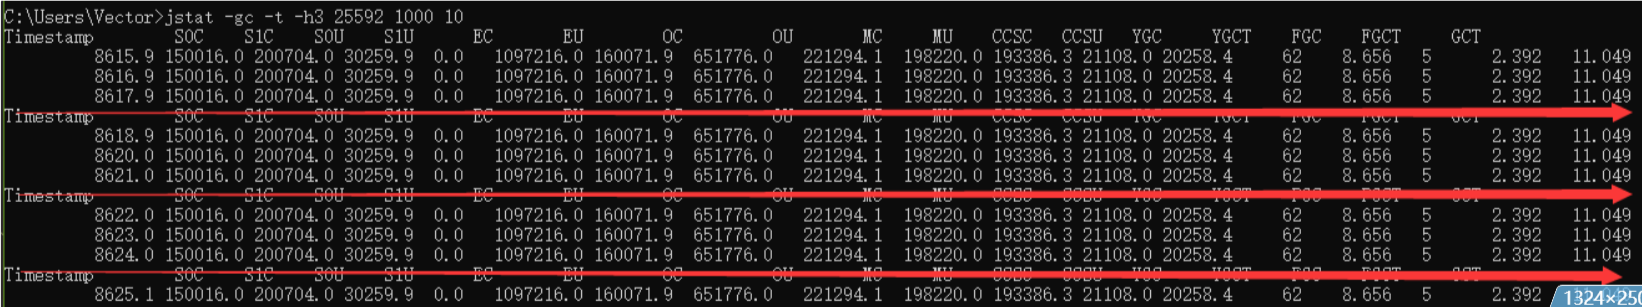 C:\Users\Vector>jstat -gc -t -h3 25592 1000 10
Timestamp S0C S1C S0U S1U EC EU OC OU MC MU CCSC CCSU YGC YGCT FGC FGCT GCT
8615.9 150016.0 200704.0 30259.9 0.0 1097216.0 160071.9 651776.0 221294.1 198220.0 193386.3 21108.0 20258.4 62 8.656 5 2.392 11.049
8616.9 150016.0 200704.0 30259.9 0.0 1097216.0 160071.9 651776.0 221294.1 198220.0 193386.3 21108.0 20258.4 62 8.656 5 2.392 11.049
8617.9 150016.0 200704.0 30259.9 0.0 1097216.0 160071.9 651776.0 221294.1 198220.0 193386.3 21108.0 20258.4 62 8.656 5 2.392 11.049
Timestamp S0C S1C S0U S1U EC EU OC OU MC MU CCSC CCSU YGC YGCT FGC FGCT GCT
8618.9 150016.0 200704.0 30259.9 0.0 1097216.0 160071.9 651776.0 221294.1 198220.0 193386.3 21108.0 20258.4 62 8.656 5 2.392 11.049
8620.0 150016.0 200704.0 30259.9 0.0 1097216.0 160071.9 651776.0 221294.1 198220.0 193386.3 21108.0 20258.4 62 8.656 5 2.392 11.049
8621.0 150016.0 200704.0 30259.9 0.0 1097216.0 160071.9 651776.0 221294.1 198220.0 193386.3 21108.0 20258.4 62 8.656 5 2.392 11.049
Timestamp S0C S1C S0U S1U EC EU OC OU MC MU CCSC CCSU YGC YGCT FGC FGCT GCT
8622.0 150016.0 200704.0 30259.9 0.0 1097216.0 160071.9 651776.0 221294.1 198220.0 193386.3 21108.0 20258.4 62 8.656 5 2.392 11.049
8623.0 150016.0 200704.0 30259.9 0.0 1097216.0 160071.9 651776.0 221294.1 198220.0 193386.3 21108.0 20258.4 62 8.656 5 2.392 11.049
8624.0 150016.0 200704.0 30259.9 0.0 1097216.0 160071.9 651776.0 221294.1 198220.0 193386.3 21108.0 20258.4 62 8.656 5 2.392 11.049
Timestamp S0C S1C S0U S1U EC EU OC OU MC MU CCSC CCSU YGC YGCT FGC FGCT GCT
8625.1 150016.0 200704.0 30259.9 0.0 1097216.0 160071.9 651776.0 221294.1 198220.0 193386.3 21108.0 20258.4 62 8.656 5 2.392